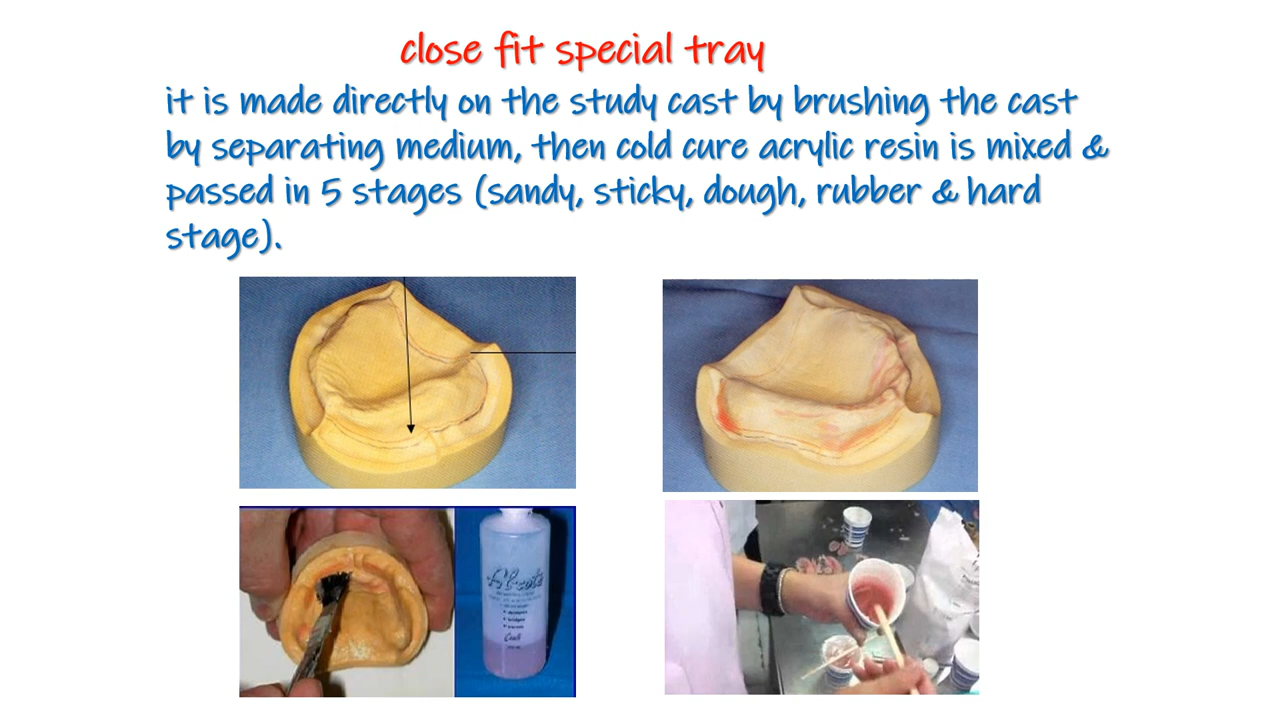 close fit special tray
it is made directly on the study cast by brushing the cast
by separating medium, then cold cure acrylic resin is mixed &
passed in 5 stages (sandy, sticky, dough, rubber & hard
stage).